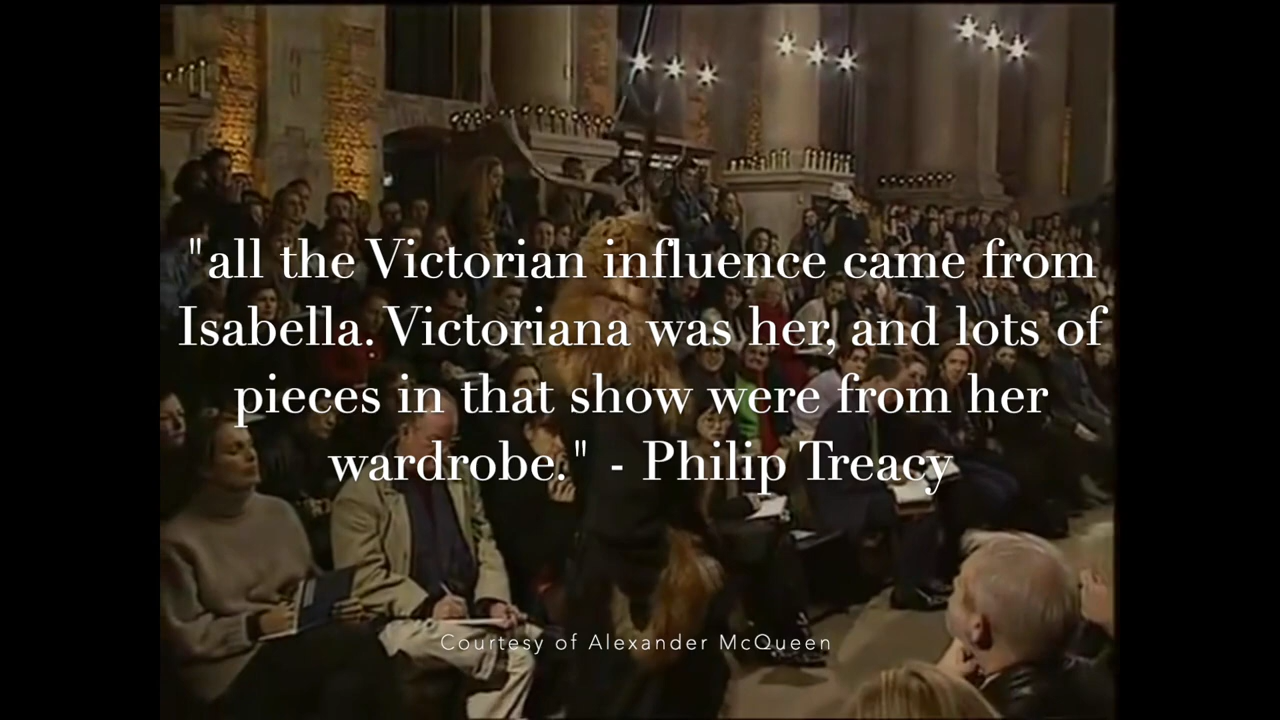 "all the Victorian influence came from
Isabella. Victoriana was her, and lots of
pieces in that show were from her
wardrobe." - Philip Treacy
Courtesy of Alexander McQueen